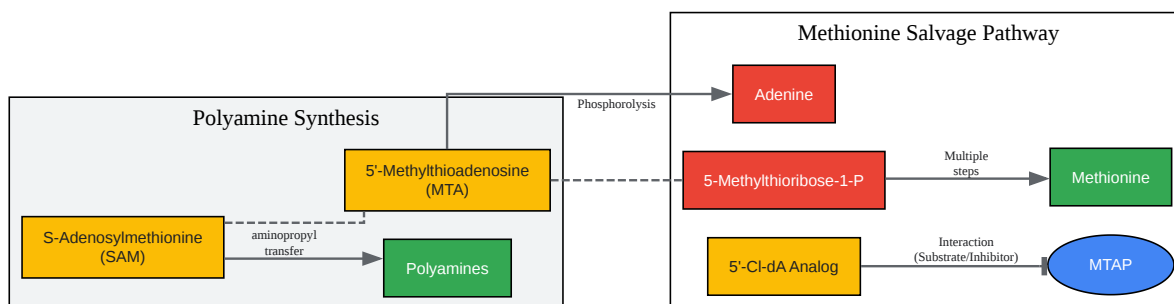 Methionine Salvage Pathway
Adenine
Phosphorolysis
Polyamine Synthesis
5'-Methylthioadenosine
(MTA)
5-Methylthioribose-1-P
Multiple
steps
Methionine
S-Adenosylmethionine
(SAM)
aminopropyl
transfer
Polyamines
5'-Cl-dA Analog
Interaction
(Substrate/Inhibitor)
MTAP